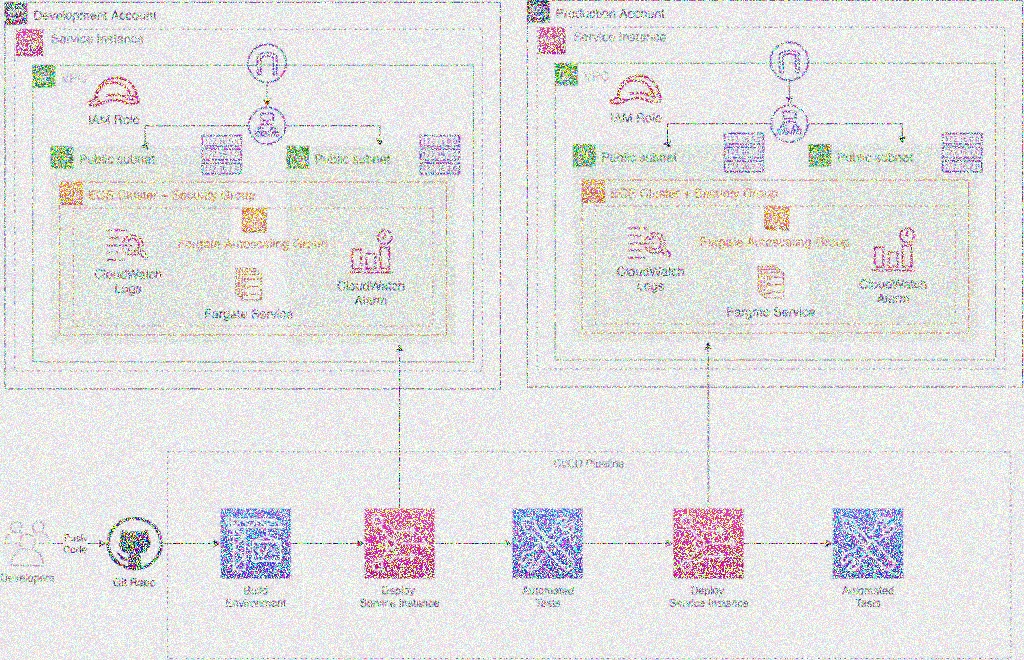 Development Account
Service Instance
VPC
IAM Role
Public subnet
Public subnet
ECS Cluster + Security Group
Fargate Autoscaling Group
CloudWatch
Logs
CloudWatch
Alarm
Fargate Service
Production Account
Service Instance
VPC
IAM Role
Public subnet
Public subnet
ECS Cluster + Security Group
Fargate Autoscaling Group
CloudWatch
Logs
CloudWatch
Alarm
Fargate Service
CI/CD Pipeline
Developers
Push
Code
Git Repo
Build
Environment
Deploy
Service Instance
Automated
Tests
Deploy
Service Instance
Automated
Tests